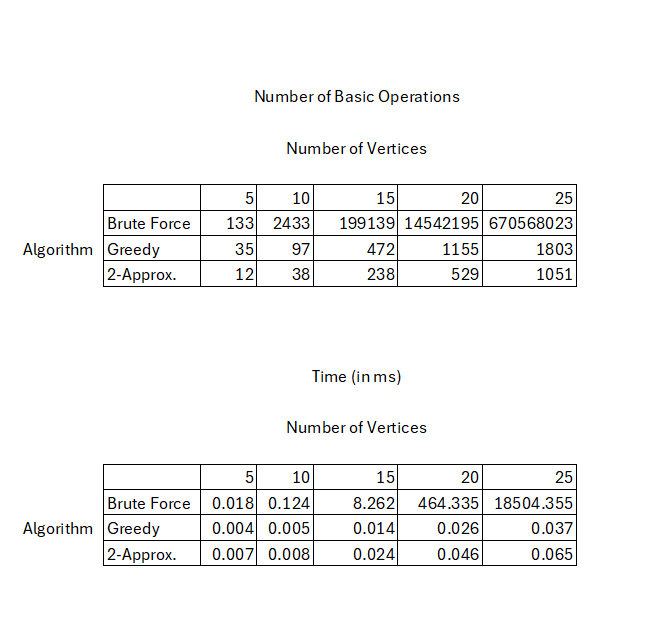 Number of Basic Operations
Number of Vertices
5 10 15 20 25
Brute Force 133 2433 199139 14542195 670568023
Algorithm Greedy 35 97 472 1155 1803
2-Approx. 12 38 238 529 1051
Time (in ms)
Number of Vertices
5 10 15 20 25
Brute Force 0.018 0.124 8.262 464.335 18504.355
Algorithm Greedy 0.004 0.005 0.014 0.026 0.037
2-Approx. 0.007 0.008 0.024 0.046 0.065